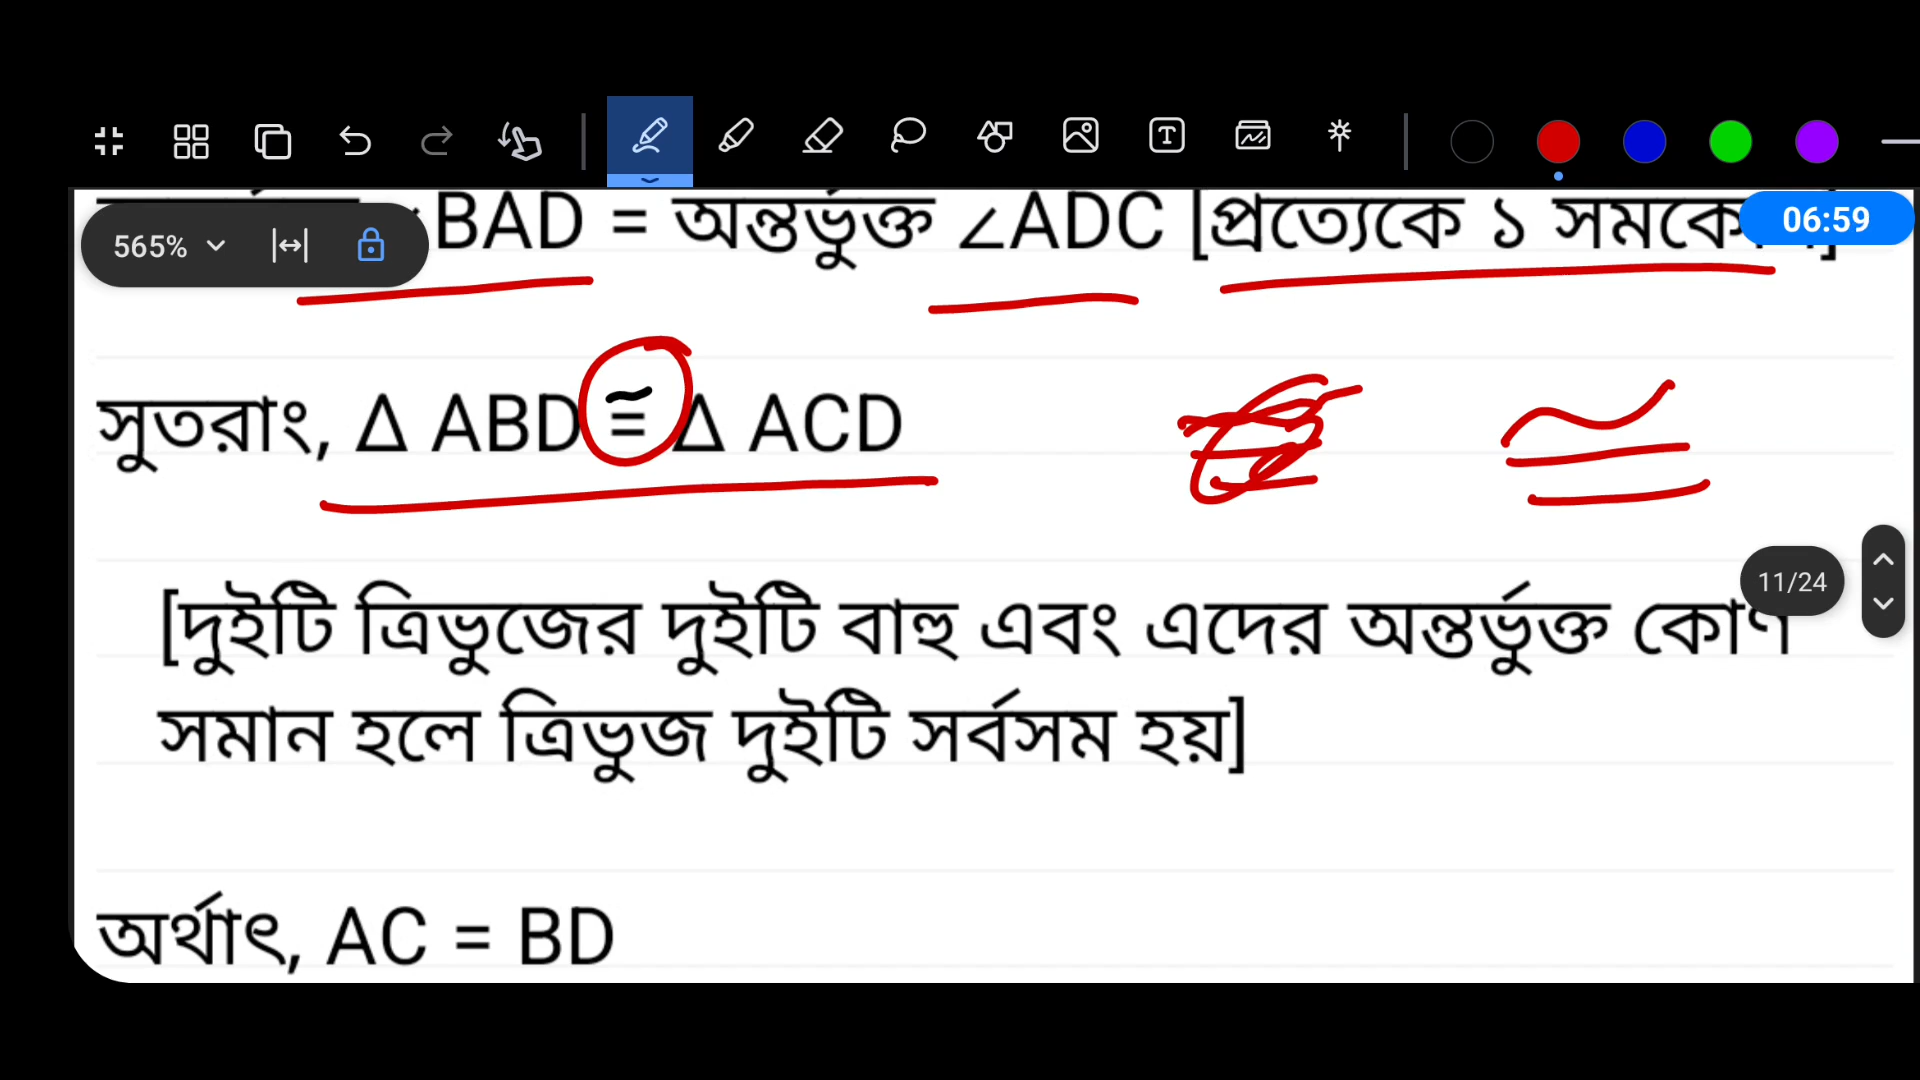 565%
BAD = অন্তর্ভুক্ত ∠ADC [প্রত্যেকে ১
06:59
সুতরাং, Δ ABD ≅ Δ ACD
≅
11/24
[দুইটি ত্রিভুজের দুইটি বাহু এবং এদের অন্তর্ভুক্ত কোণ
সমান হলে ত্রিভুজ দুইটি সর্বসম হয়]
অর্থাৎ, AC = BD